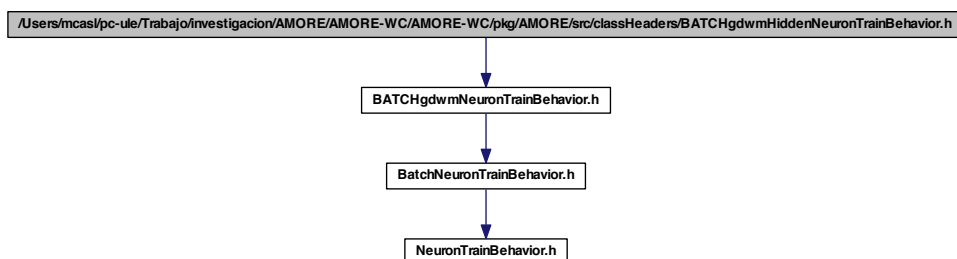 /Users/mcasl/pc-ule/Trabajo/investigacion/AMORE/AMORE-WC/AMORE-WC/pkg/AMORE/src/classHeaders/BATCHgdwmHiddenNeuronTrainBehavior.h
BATCHgdwmNeuronTrainBehavior.h
BatchNeuronTrainBehavior.h
NeuronTrainBehavior.h